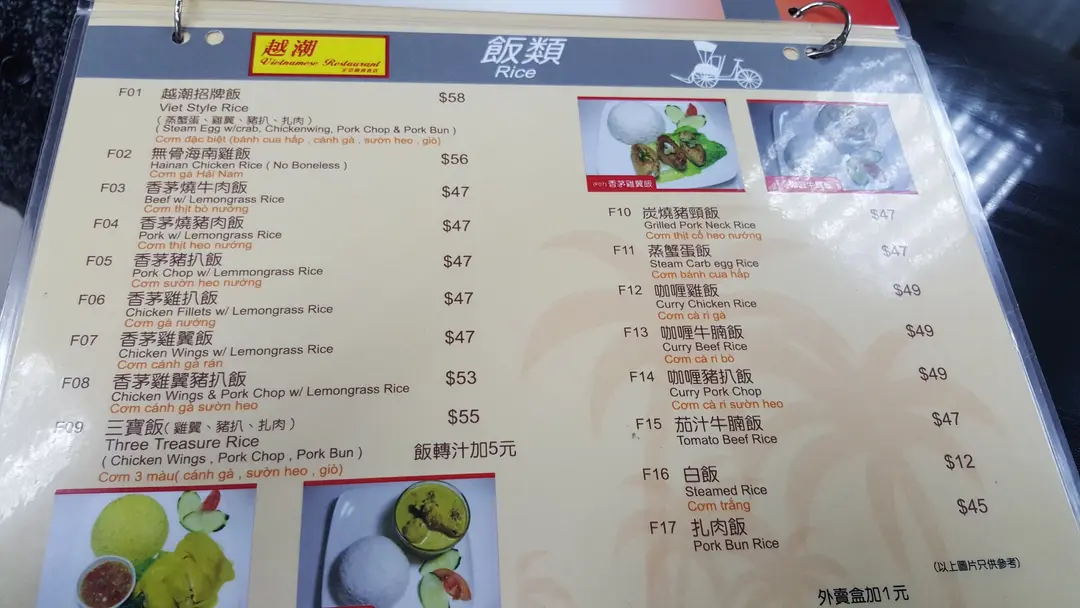 越潮
Vietnamese Restaurant
飯類
Rice
F01 越潮招牌飯 $58
Viet Style Rice
（蒸蟹蛋、雞翼、豬扒、扎肉）
( Steam Egg w/crab, Chickenwing, Pork Chop & Pork Bun )
Cơm đặc biệt (bánh cua hấp , cánh gà , sườn heo , giò)
F02 無骨海南雞飯 $56
Hainan Chicken Rice ( No Boneless )
Cơm gà Hải Nam
F03 香茅燒牛肉飯 $47
Beef w/ Lemongrass Rice
Cơm thịt bò nướng
F04 香茅燒豬肉飯 $47
Pork w/ Lemongrass Rice
Cơm thịt heo nướng
F05 香茅豬扒飯 $47
Pork Chop w/ Lemmongrass Rice
Cơm sườn heo nướng
F06 香茅雞扒飯 $47
Chicken Fillets w/ Lemongrass Rice
Cơm gà nướng
F07 香茅雞翼飯 $47
Chicken Wings w/ Lemongrass Rice
Cơm cánh gà rán
F08 香茅雞翼豬扒飯 $53
Chicken Wings & Pork Chop w/ Lemongrass Rice
Cơm cánh gà sườn heo
F09 三寶飯( 雞翼、豬扒、扎肉 ) $55
Three Treasure Rice
( Chicken Wings , Pork Chop , Pork Bun )
Cơm 3 màu( cánh gà , sườn heo , giò)
飯轉汁加5元
(F07) 香茅雞翼飯
F10 炭燒豬頸飯 $47
Grilled Pork Neck Rice
Cơm thịt cổ heo nướng
F11 蒸蟹蛋飯 $47
Steam Carb egg Rice
Cơm bánh cua hấp
F12 咖喱雞飯 $49
Curry Chicken Rice
Cơm cà ri gà
F13 咖喱牛腩飯 $49
Curry Beef Rice
Cơm cà ri bò
F14 咖喱豬扒飯 $49
Curry Pork Chop
Cơm cà ri sườn heo
F15 茄汁牛腩飯 $47
Tomato Beef Rice
F16 白飯 $12
Steamed Rice
Cơm trắng
F17 扎肉飯 $45
Pork Bun Rice
(以上圖片只供參考)
外賣盒加1元